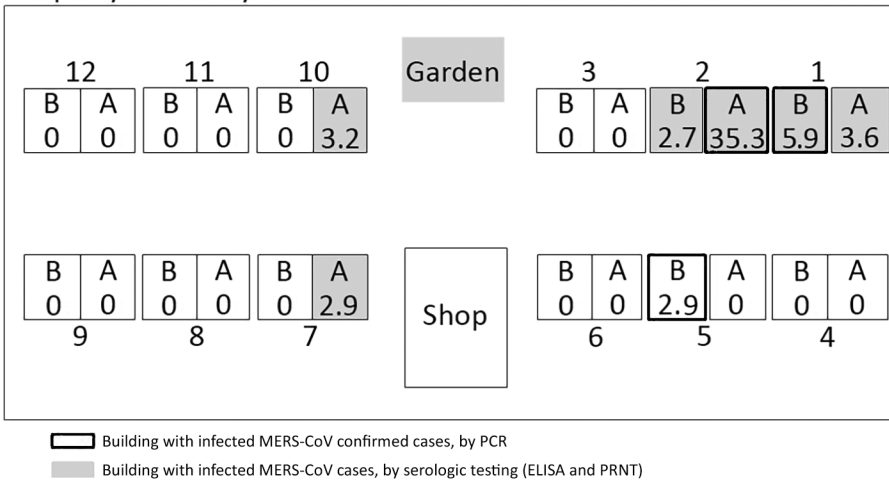 12 11 10 Garden 3 2 1
B A B A B A B A B A B A
0 0 0 0 0 3.2 0 0 2.7 35.3 5.9 3.6
B A B A B A Shop B A B A B A
0 0 0 0 0 2.9 0 0 2.9 0 0 0
9 8 7 6 5 4
Building with infected MERS-CoV confirmed cases, by PCR
Building with infected MERS-CoV cases, by serologic testing (ELISA and PRNT)